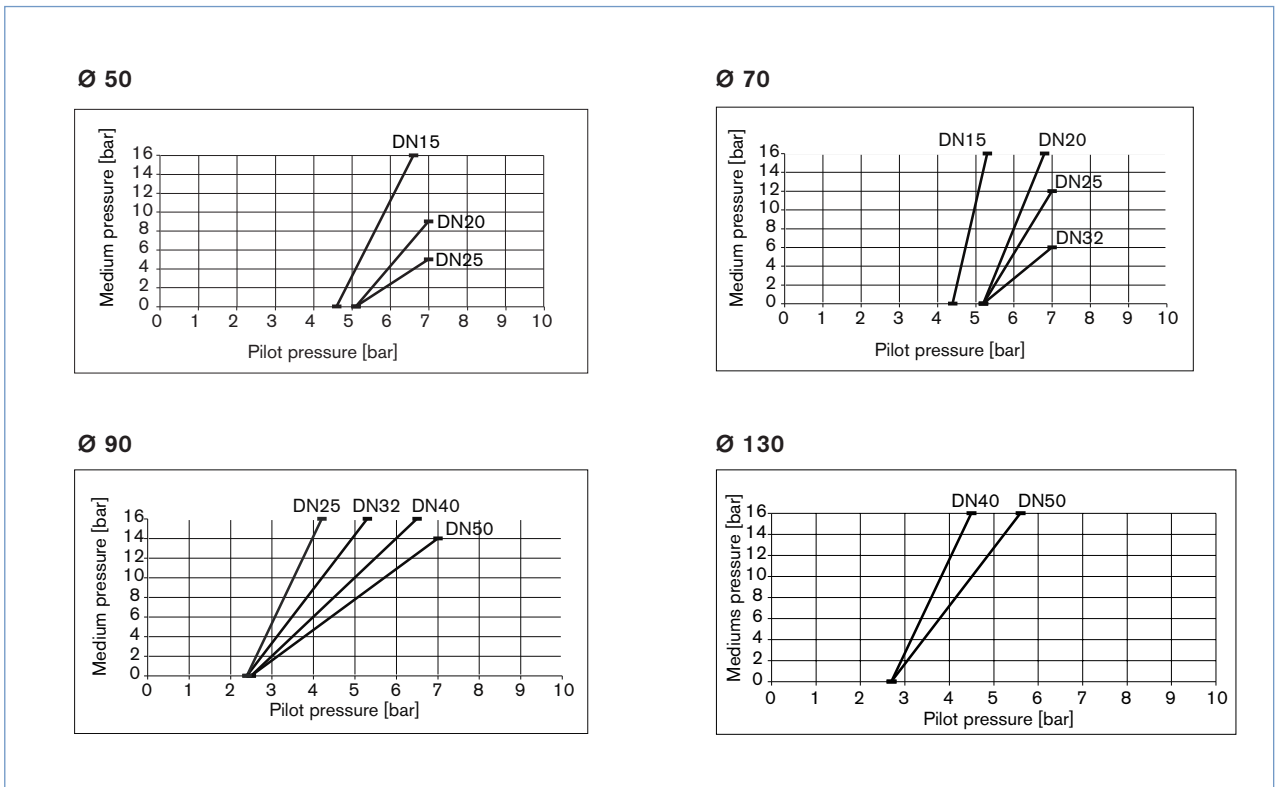 Ø 50
Medium pressure [bar]
16
14
12
10
8
6
4
2
0
DN15
DN20
DN25
0 1 2 3 4 5 6 7 8 9 10
Pilot pressure [bar]
Ø 70
Medium pressure [bar]
16
14
12
10
8
6
4
2
0
DN15 DN20
DN25
DN32
0 1 2 3 4 5 6 7 8 9 10
Pilot pressure [bar]
Ø 90
Medium pressure [bar]
16
14
12
10
8
6
4
2
0
DN25 DN32 DN40
DN50
0 1 2 3 4 5 6 7 8 9 10
Pilot pressure [bar]
Ø 130
Mediums pressure [bar]
16
14
12
10
8
6
4
2
0
DN40 DN50
0 1 2 3 4 5 6 7 8 9 10
Pilot pressure [bar]